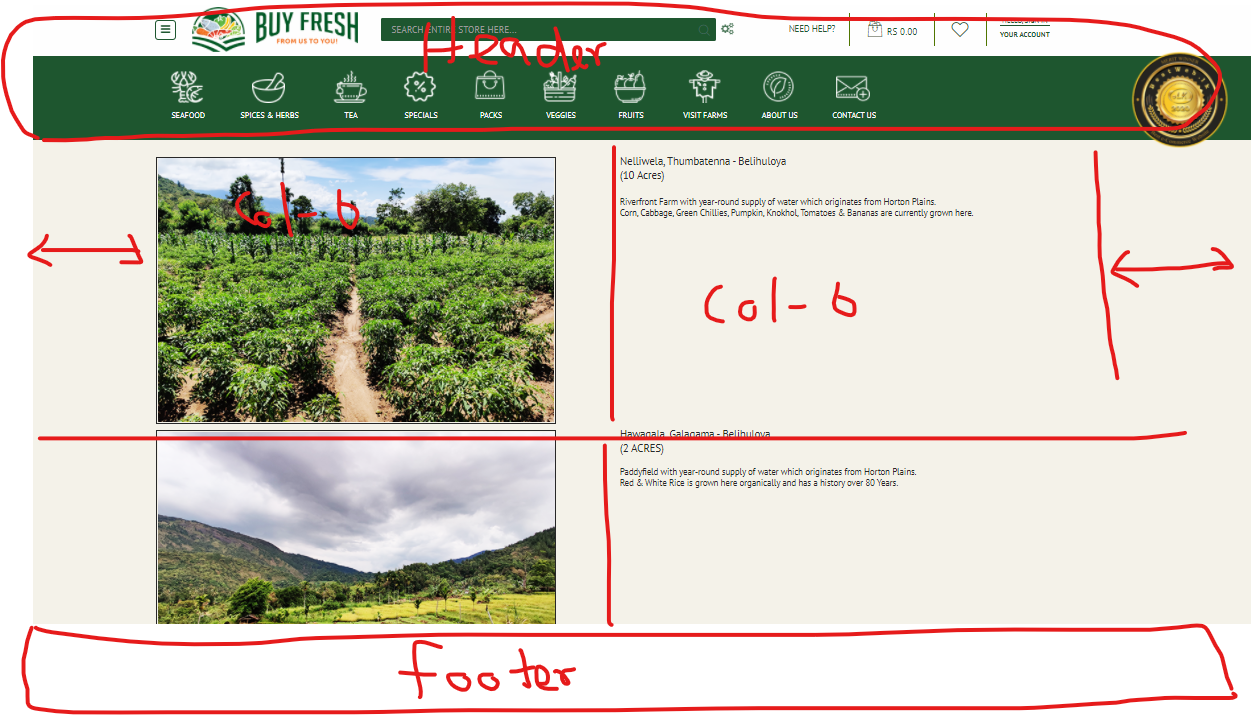 BUY FRESH
FROM US TO YOU!
SEARCH ENTIRE STORE HERE...
NEED HELP?
RS 0.00
YOUR ACCOUNT
Header
SEAFOOD
SPICES & HERBS
TEA
SPECIALS
PACKS
VEGGIES
FRUITS
VISIT FARMS
ABOUT US
CONTACT US
BestWeb.lk
2020
Col-6
Nelliwela, Thumbatenna - Belihuloya
(10 Acres)
Riverfront Farm with year-round supply of water which originates from Horton Plains.
Corn, Cabbage, Green Chillies, Pumpkin, Knokhol, Tomatoes & Bananas are currently grown here.
Col-6
Hawagala, Galagama - Belihuloya
(2 ACRES)
Paddyfield with year-round supply of water which originates from Horton Plains.
Red & White Rice is grown here organically and has a history over 80 Years.
footer